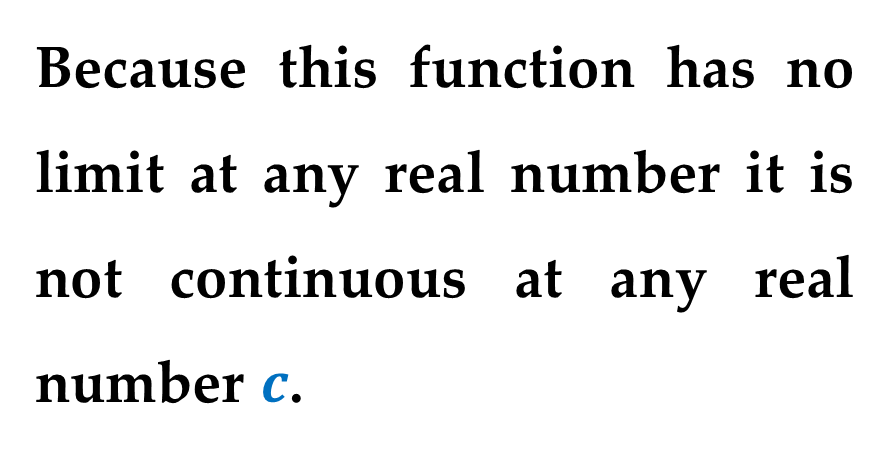 Because this function has no
limit at any real number it is
not continuous at any real
number c.